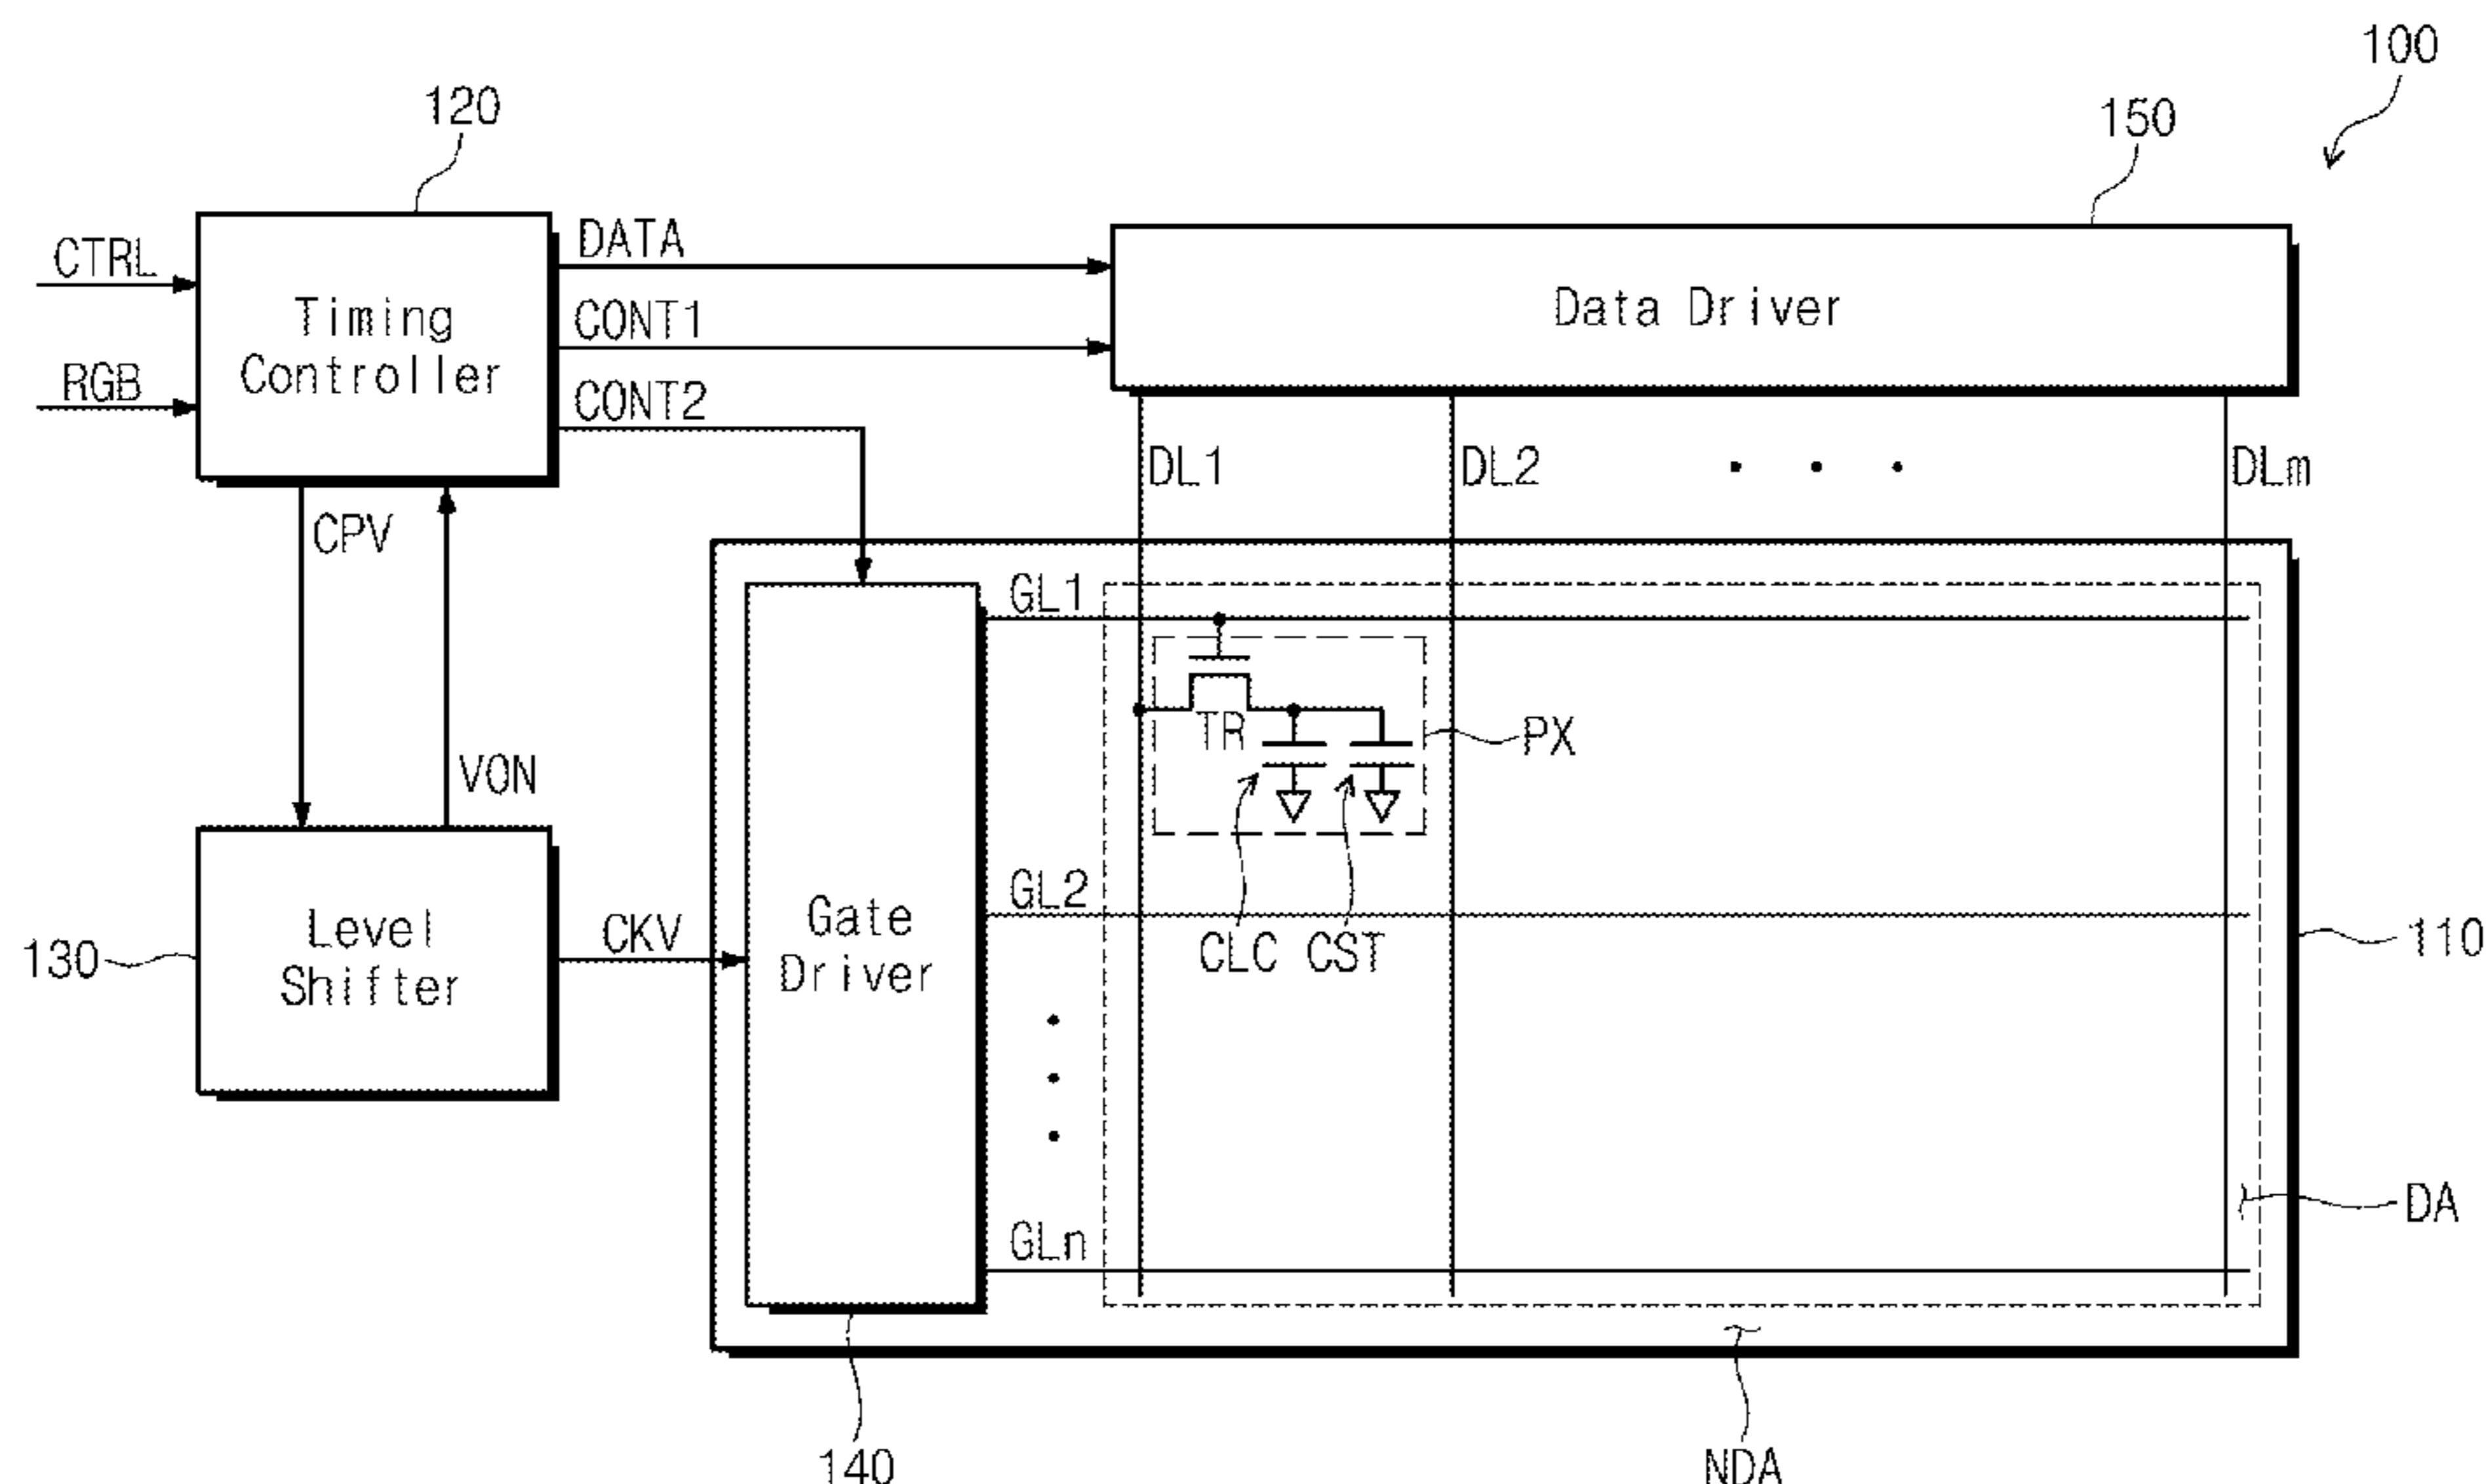 100
120
150
CTRL
RGB
Timing
Controller
DATA
CONT1
CONT2
Data Driver
DL1
DL2
. . .
DLm
CPV
VON
GL1
TR
PX
Level
Shifter
130
CKV
Gate
Driver
GL2
CLC
CST
110
GLn
DA
140
NDA